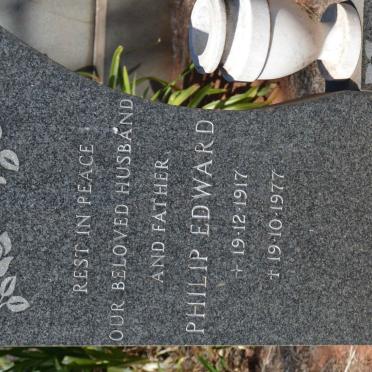 REST IN PEACE
OUR BELOVED HUSBAND
AND FATHER
PHILIP EDWARD
+ 19·12·1917
✝ 19·10·1977